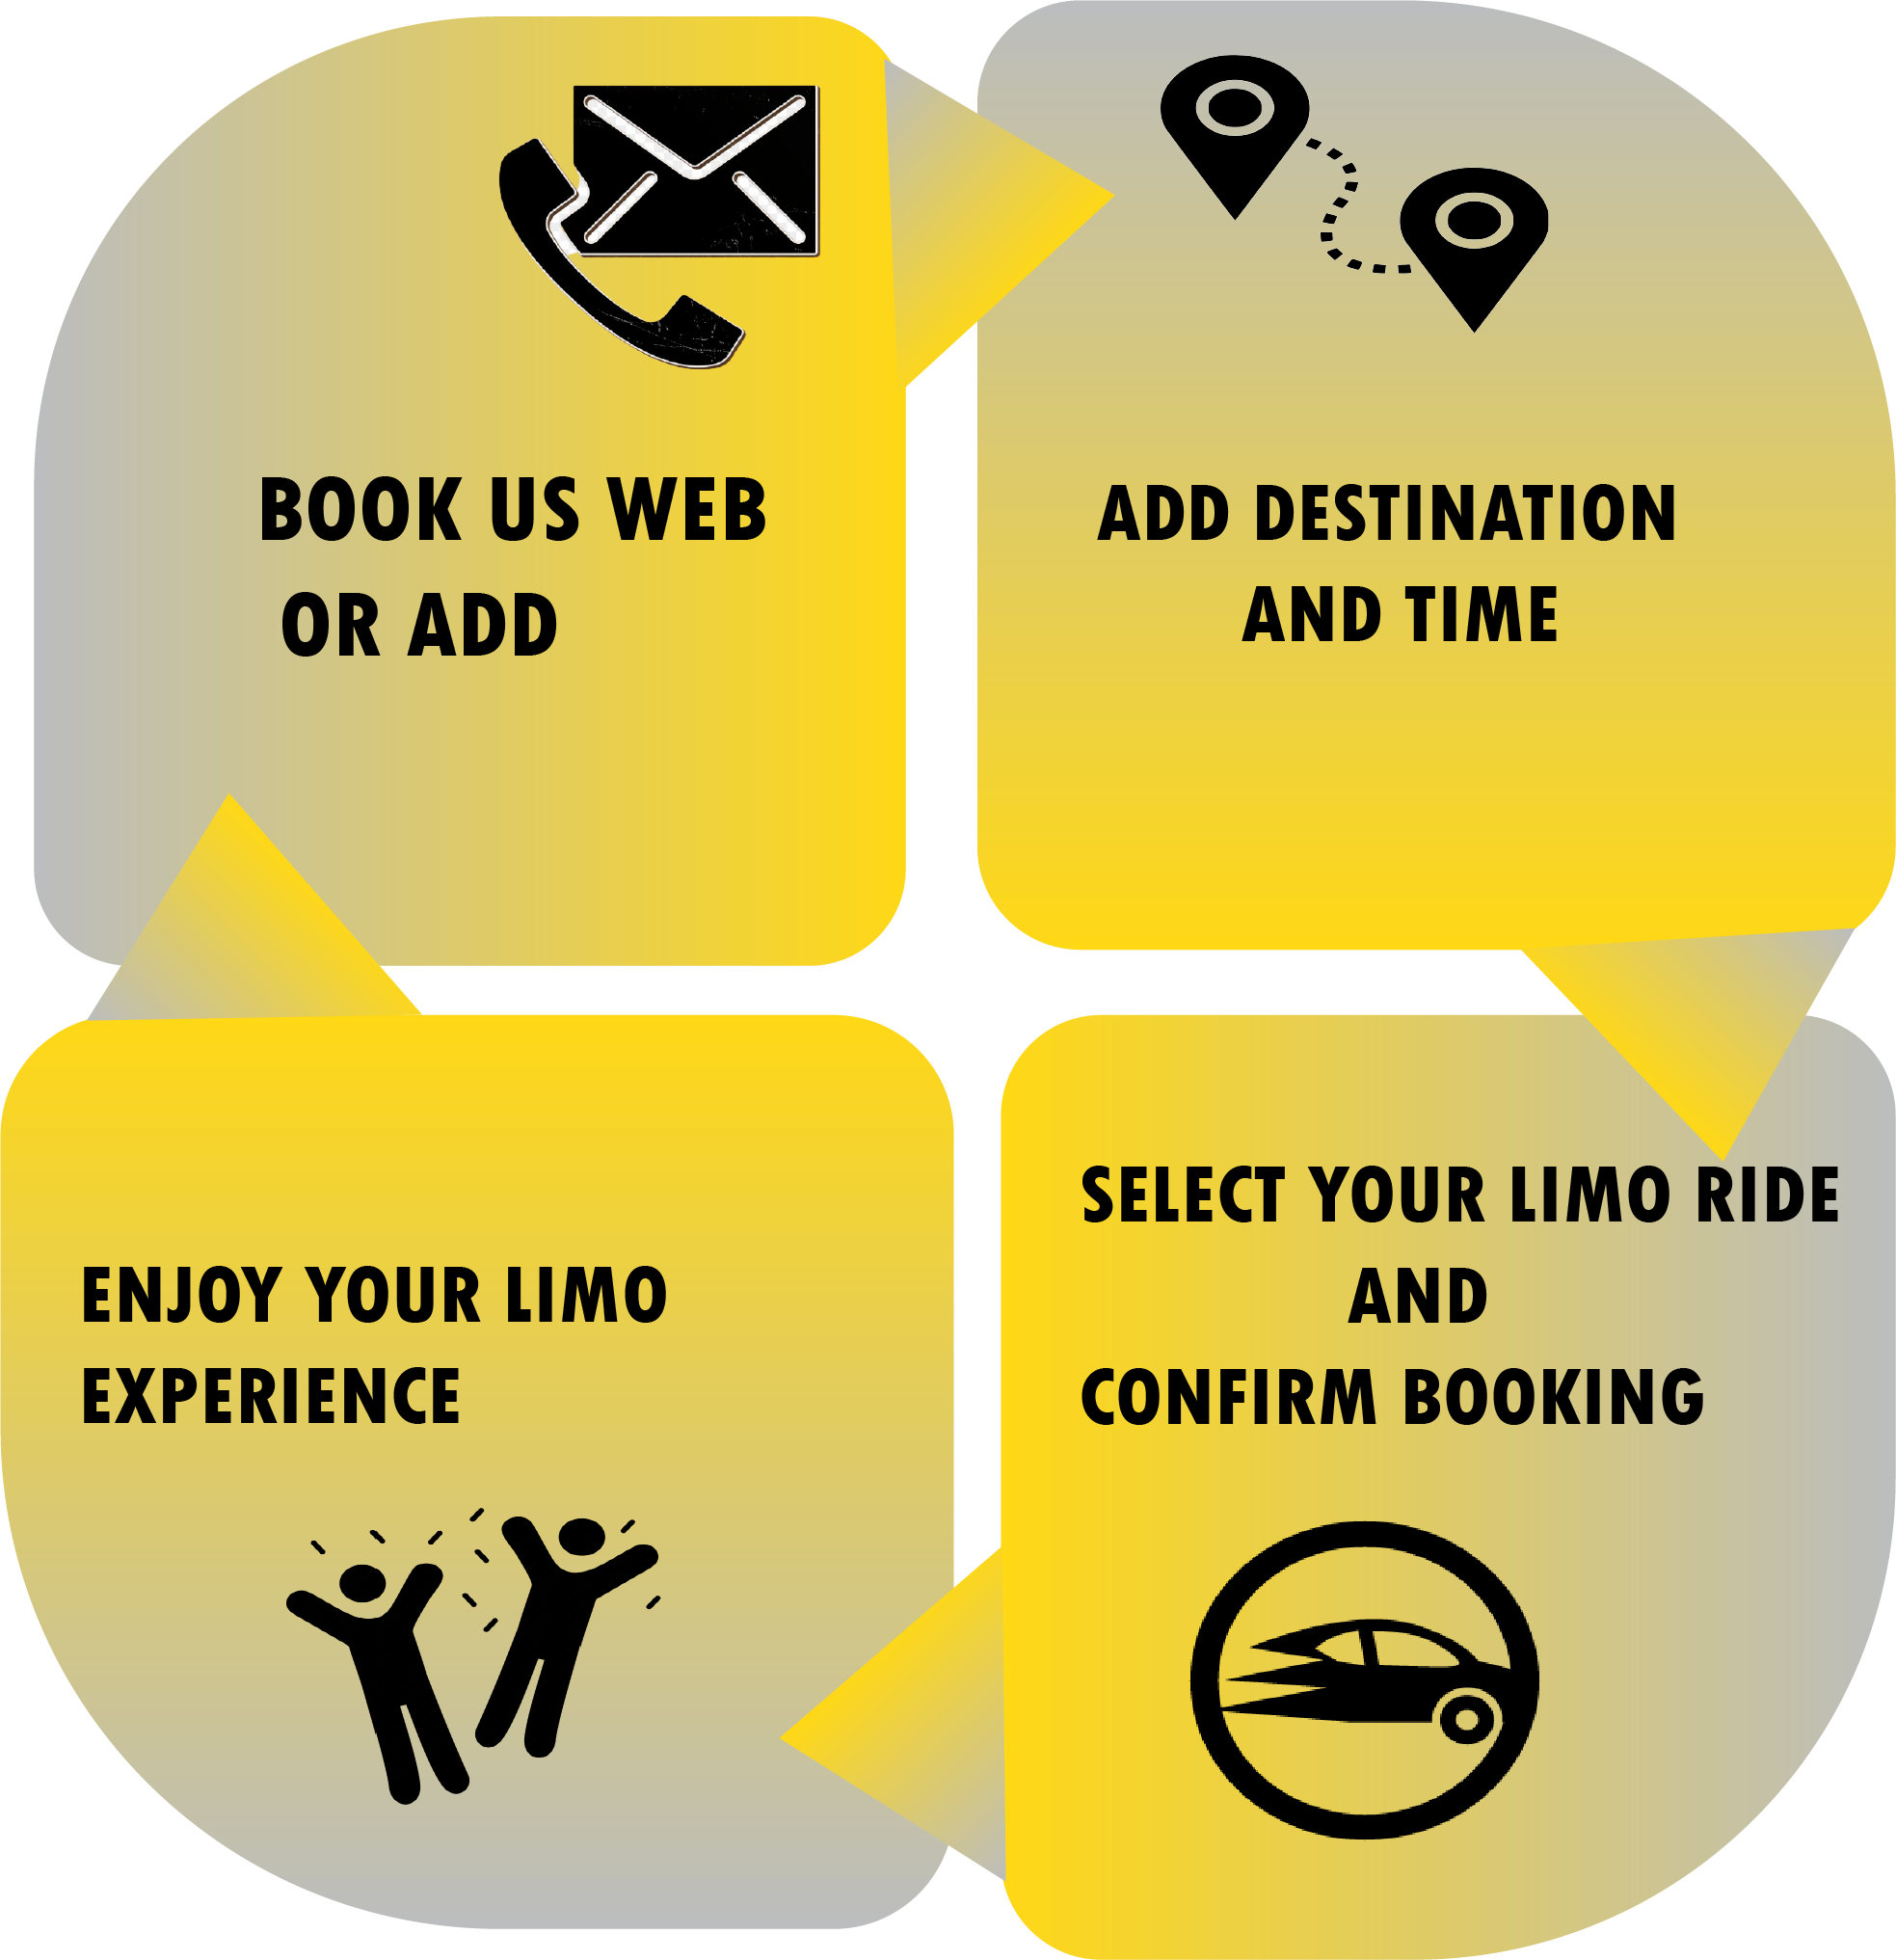 BOOK US WEB
OR ADD
ADD DESTINATION
AND TIME
SELECT YOUR LIMO RIDE
AND
CONFIRM BOOKING
ENJOY YOUR LIMO
EXPERIENCE